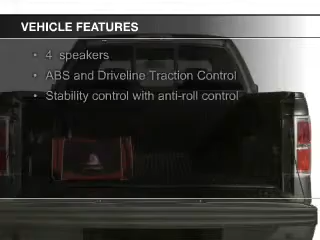 VEHICLE FEATURES
• 4 speakers
• ABS and Driveline Traction Control
• Stability control with anti-roll control